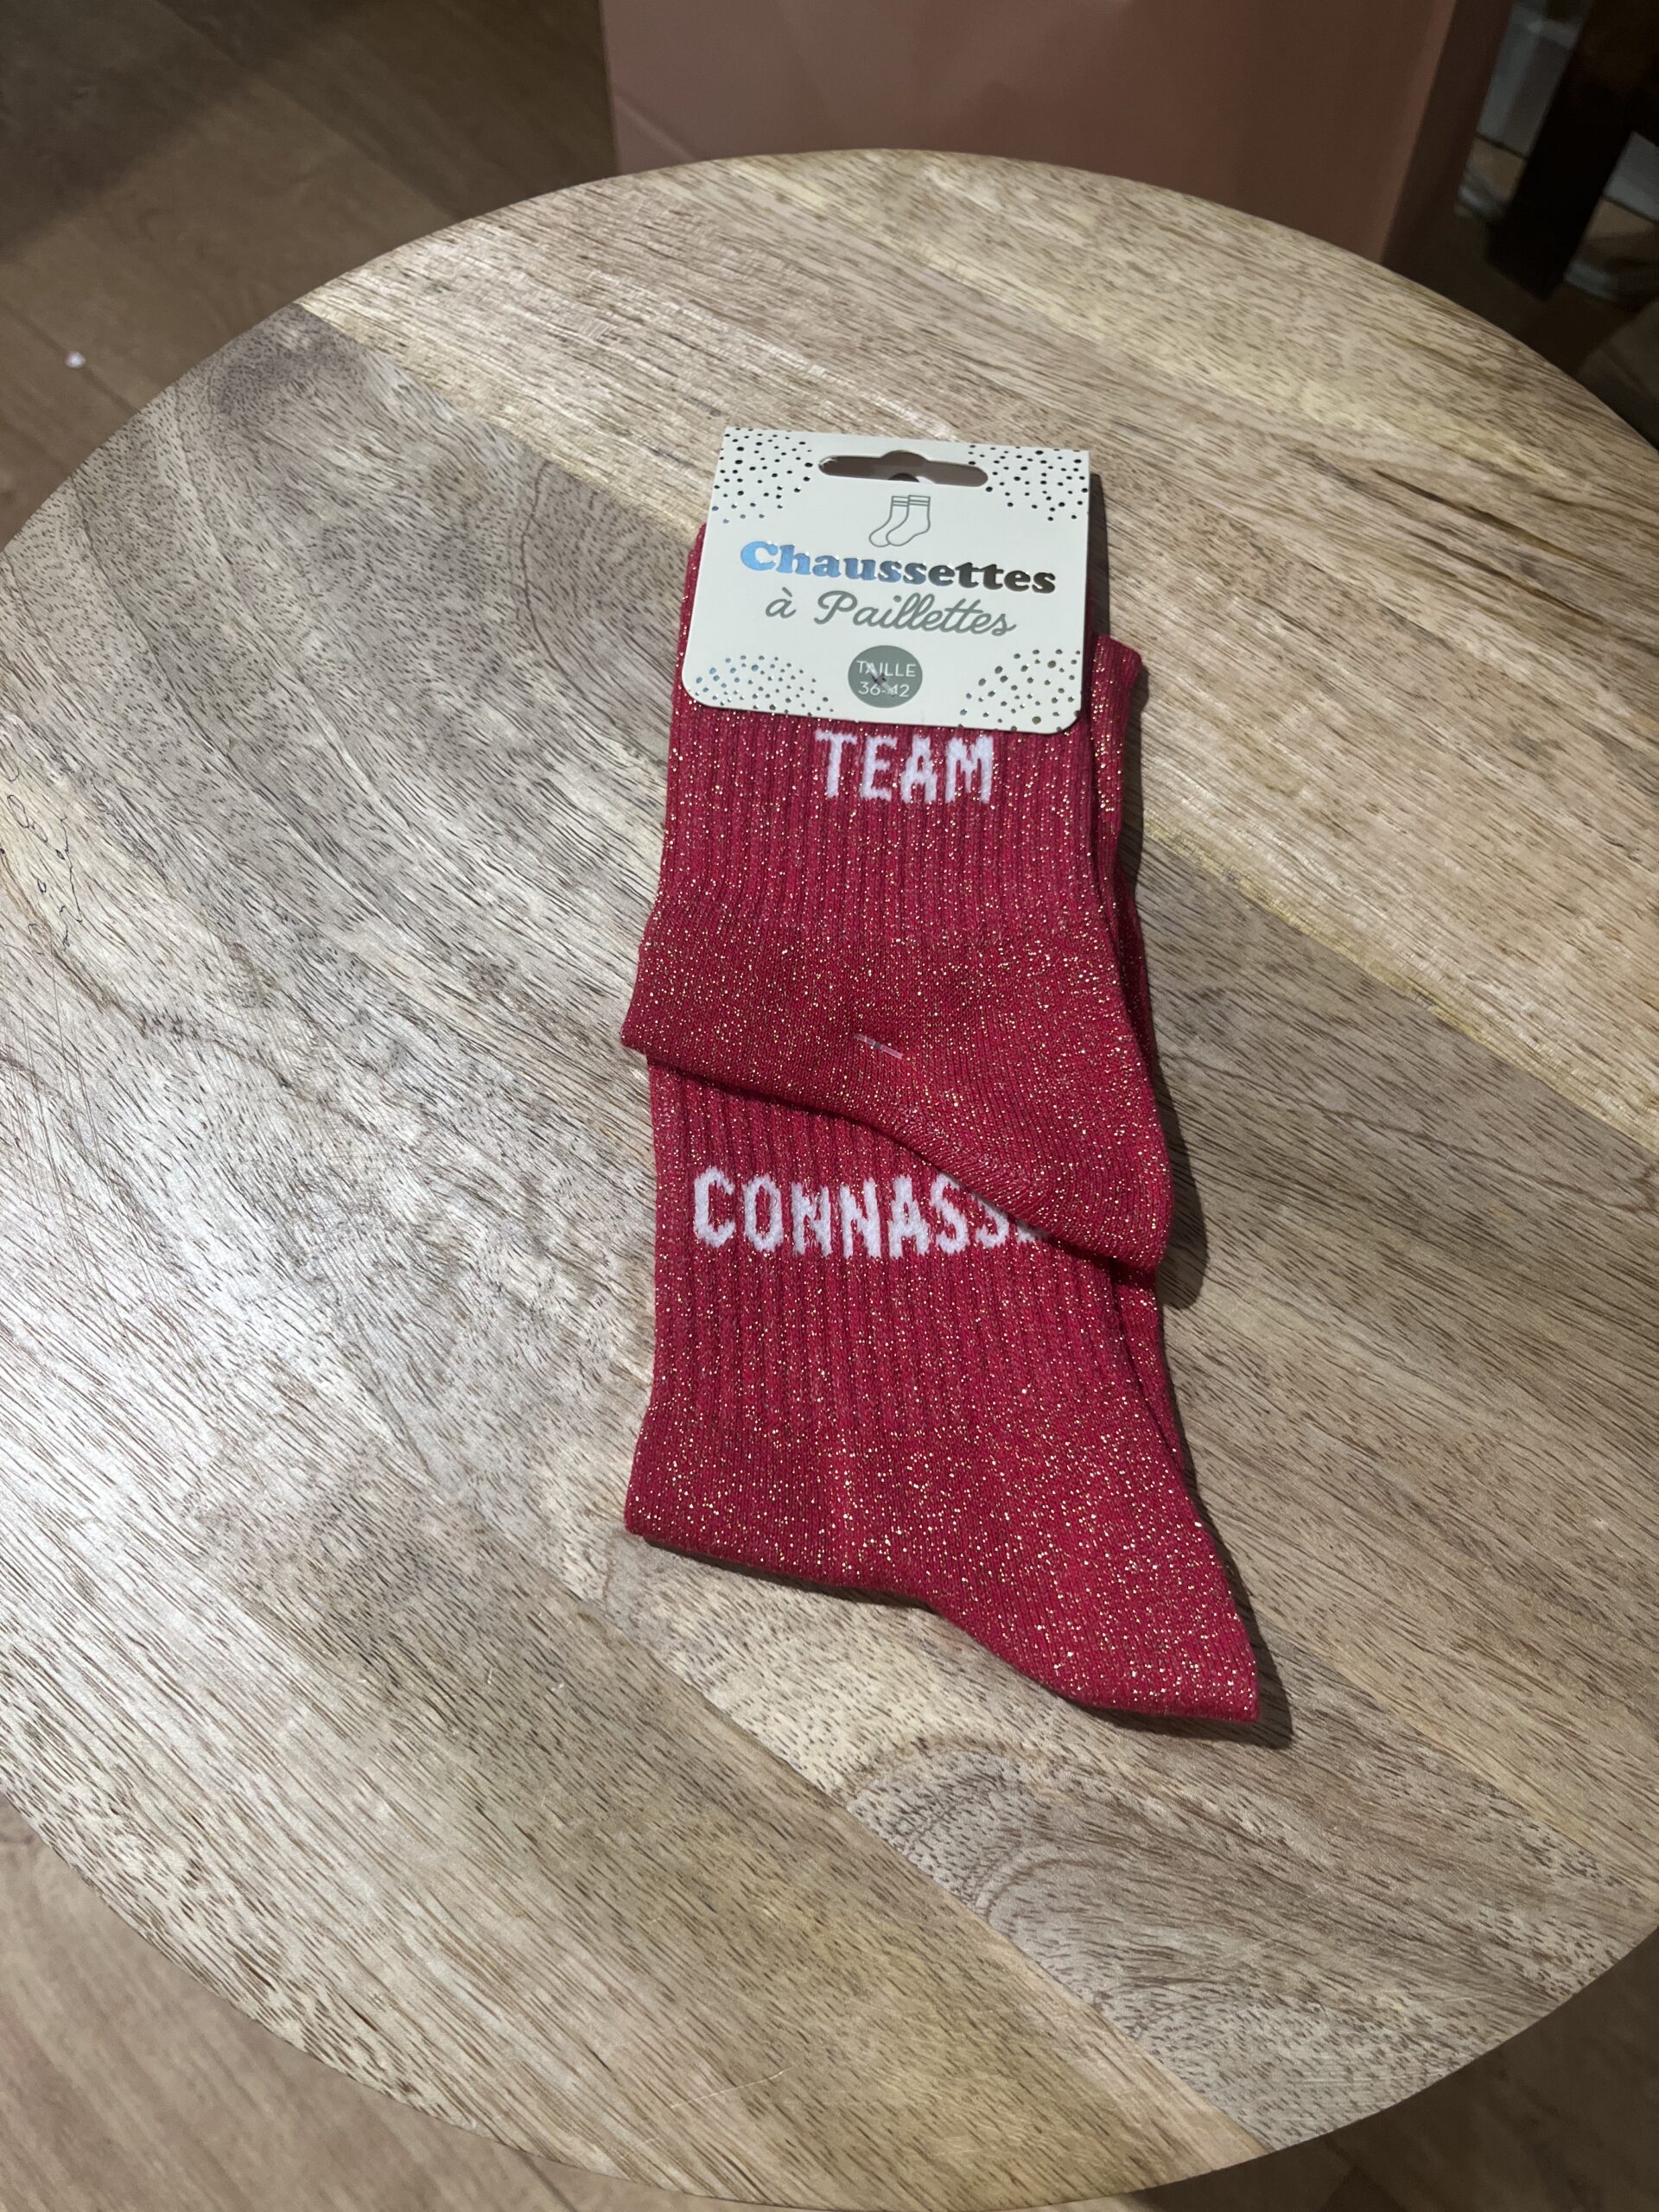 Chaussettes
à Paillettes
TAILLE
36-42
TEAM
CONNASS